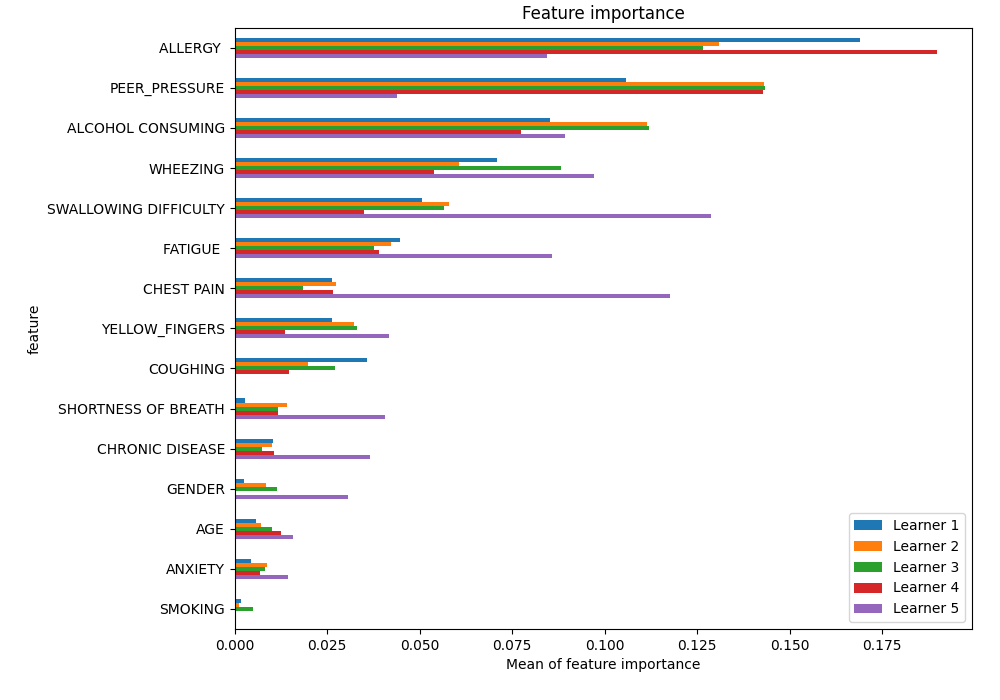 Feature importance
ALLERGY
PEER_PRESSURE
ALCOHOL CONSUMING
WHEEZING
SWALLOWING DIFFICULTY
FATIGUE
CHEST PAIN
YELLOW_FINGERS
COUGHING
SHORTNESS OF BREATH
CHRONIC DISEASE
GENDER
AGE
ANXIETY
SMOKING
feature
Learner 1
Learner 2
Learner 3
Learner 4
Learner 5
0.000 0.025 0.050 0.075 0.100 0.125 0.150 0.175
Mean of feature importance